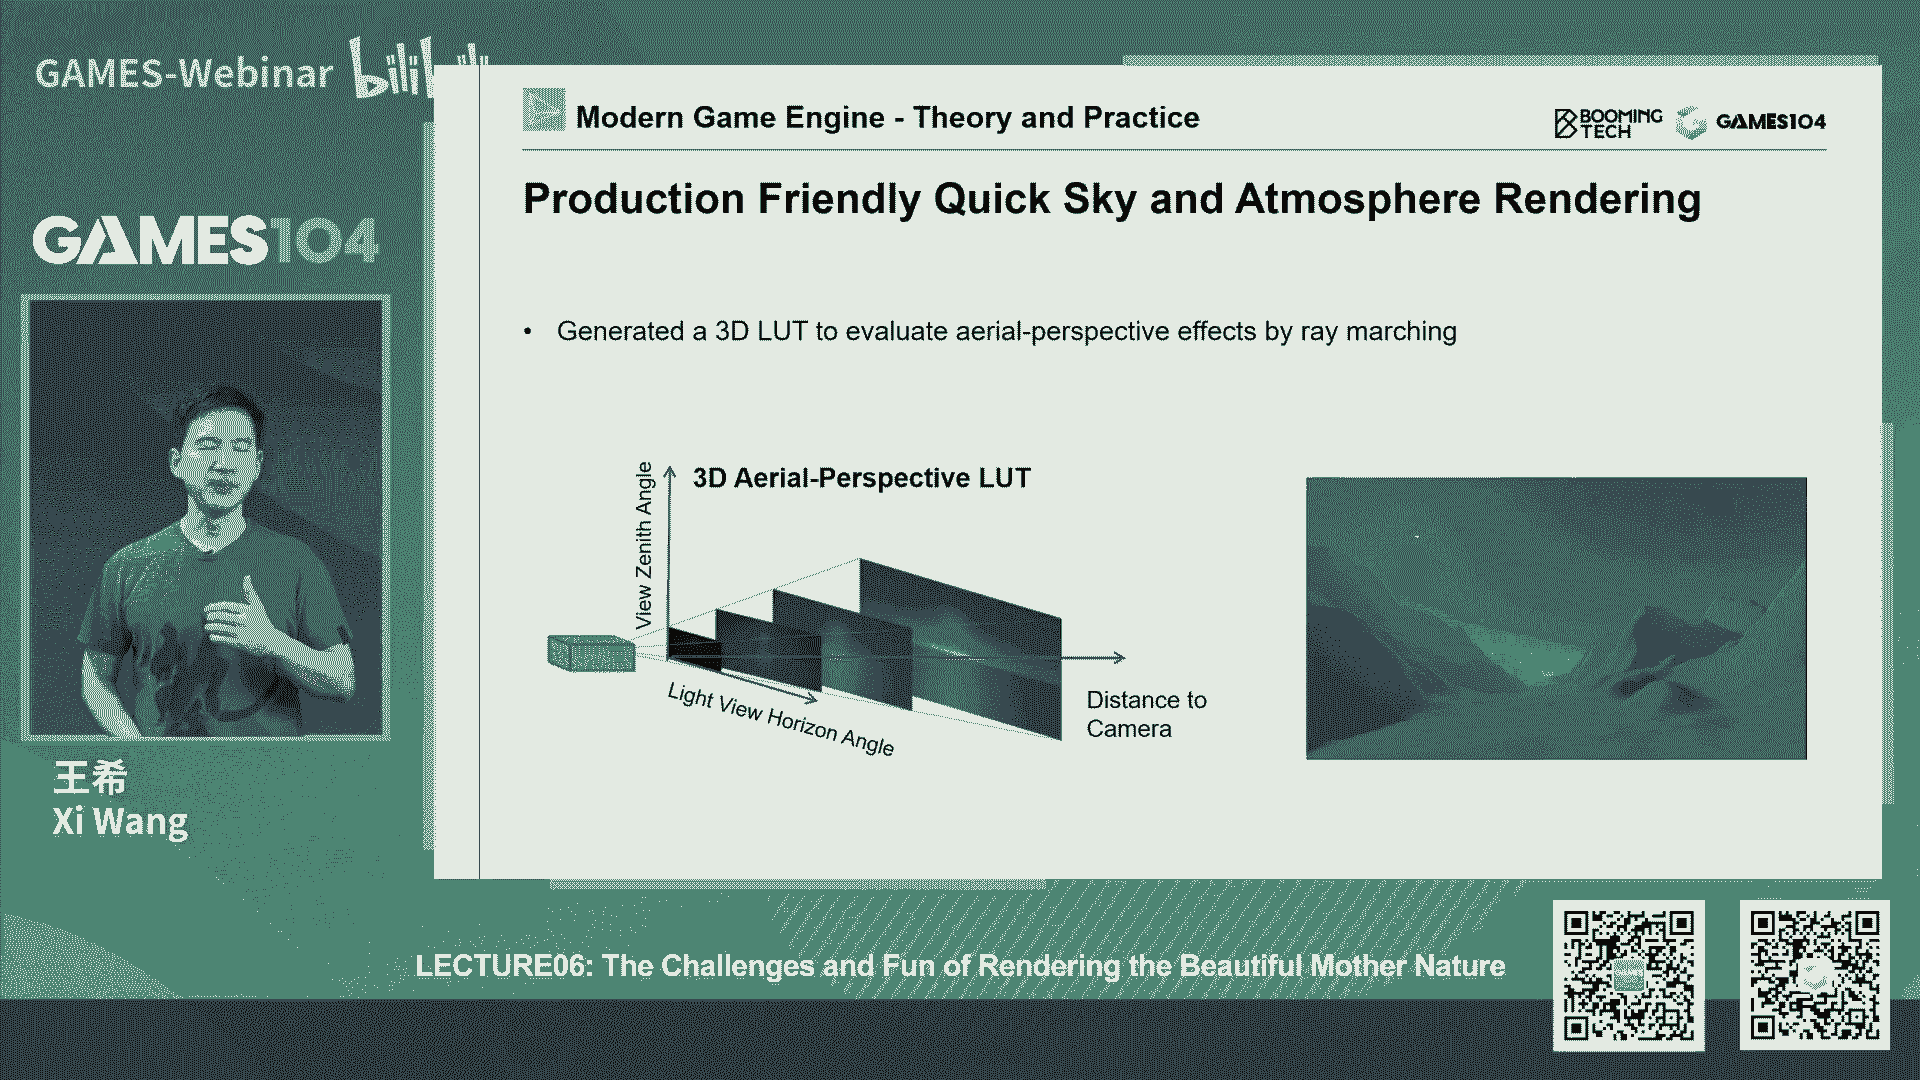 GAMES-Webinar
GAMES104
王希
Xi Wang
Modern Game Engine - Theory and Practice
BOOMING
TECH
GAMES104
Production Friendly Quick Sky and Atmosphere Rendering
• Generated a 3D LUT to evaluate aerial-perspective effects by ray marching
3D Aerial-Perspective LUT
View Zenith Angle
Light View Horizon Angle
Distance to
Camera
LECTURE06: The Challenges and Fun of Rendering the Beautiful Mother Nature